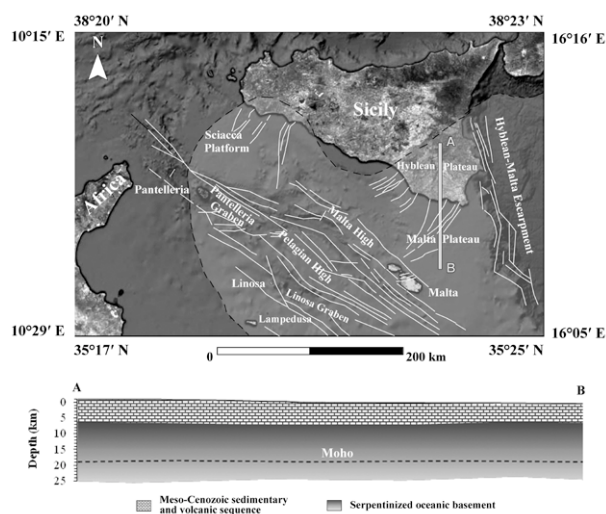 38°20′ N 38°23′ N
10°15′ E 16°16′ E
N
Sicily
Sciacca
Platform
A
Hyblean Plateau
Hyblean-Malta Escarpment
Africa
Pantelleria
Pantelleria
Graben
Malta High
Malta Plateau
Pelagian High
B
Linosa
Malta
Linosa Graben
Lampedusa
10°29′ E 16°05′ E
35°17′ N 35°25′ N
0 200 km
A B
Depth (km)
0
5
10
15
20
25
Moho
Meso-Cenozoic sedimentary
and volcanic sequence
Serpentinized oceanic basement